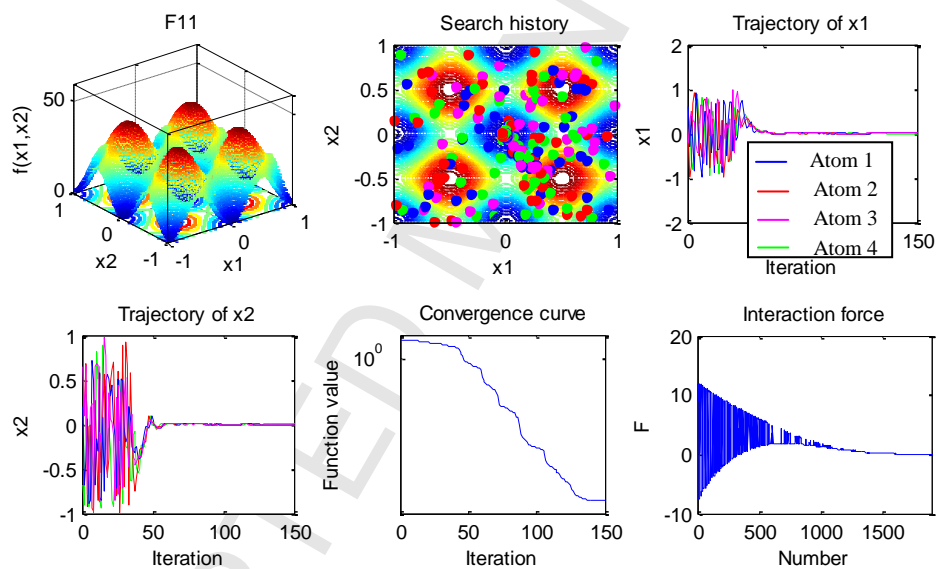 F11
f(x1,x2)
50
0
1
0
-1
-1
0
1
x2
x1
Search history
x2
1
0.5
0
-0.5
-1
-1
0
1
x1
Trajectory of x1
x1
2
1
0
-1
-2
0
150
Iteration
Atom 1
Atom 2
Atom 3
Atom 4
Trajectory of x2
x2
1
0.5
0
-0.5
-1
0
50
100
150
Iteration
Convergence curve
Function value
10^0
0
50
100
150
Iteration
Interaction force
F
20
10
0
-10
0
500
1000
1500
Number